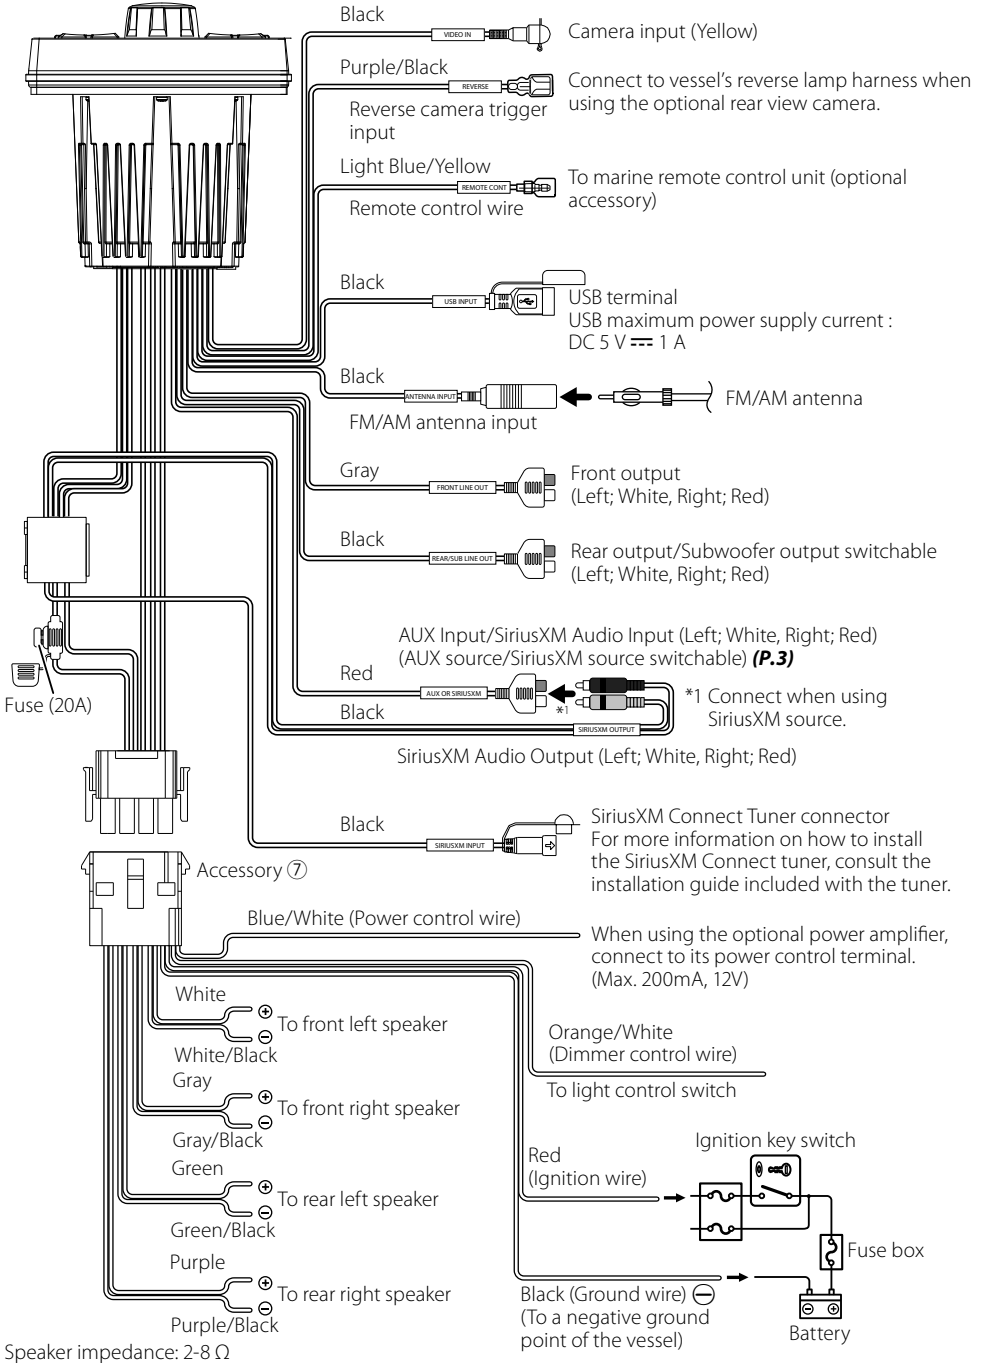 Black
VIDEO IN
Camera input (Yellow)
Purple/Black
REVERSE
Connect to vessel's reverse lamp harness when
using the optional rear view camera.
Reverse camera trigger
input
Light Blue/Yellow
REMOTE CONT
To marine remote control unit (optional
accessory)
Remote control wire
Black
USB INPUT
USB terminal
USB maximum power supply current :
DC 5 V ⎓ 1 A
Black
ANTENNA INPUT
FM/AM antenna
FM/AM antenna input
Gray
FRONT LINE OUT
Front output
(Left; White, Right; Red)
Black
REAR/SUB LINE OUT
Rear output/Subwoofer output switchable
(Left; White, Right; Red)
AUX Input/SiriusXM Audio Input (Left; White, Right; Red)
(AUX source/SiriusXM source switchable) (P.3)
Red
AUX OR SIRIUSXM
*1
*1 Connect when using
SiriusXM source.
Fuse (20A)
Black
SIRIUSXM OUTPUT
SiriusXM Audio Output (Left; White, Right; Red)
Black
SIRIUSXM INPUT
SiriusXM Connect Tuner connector
For more information on how to install
the SiriusXM Connect tuner, consult the
installation guide included with the tuner.
Accessory ⑦
Blue/White (Power control wire)
When using the optional power amplifier,
connect to its power control terminal.
(Max. 200mA, 12V)
White
⊕
To front left speaker
⊖
White/Black
Orange/White
(Dimmer control wire)
To light control switch
Gray
⊕
To front right speaker
⊖
Gray/Black
Ignition key switch
Red
(Ignition wire)
Green
⊕
To rear left speaker
⊖
Green/Black
Fuse box
Purple
⊕
To rear right speaker
⊖
Purple/Black
Black (Ground wire) ⊖
(To a negative ground
point of the vessel)
⊖ ⊕
Battery
Speaker impedance: 2-8 Ω